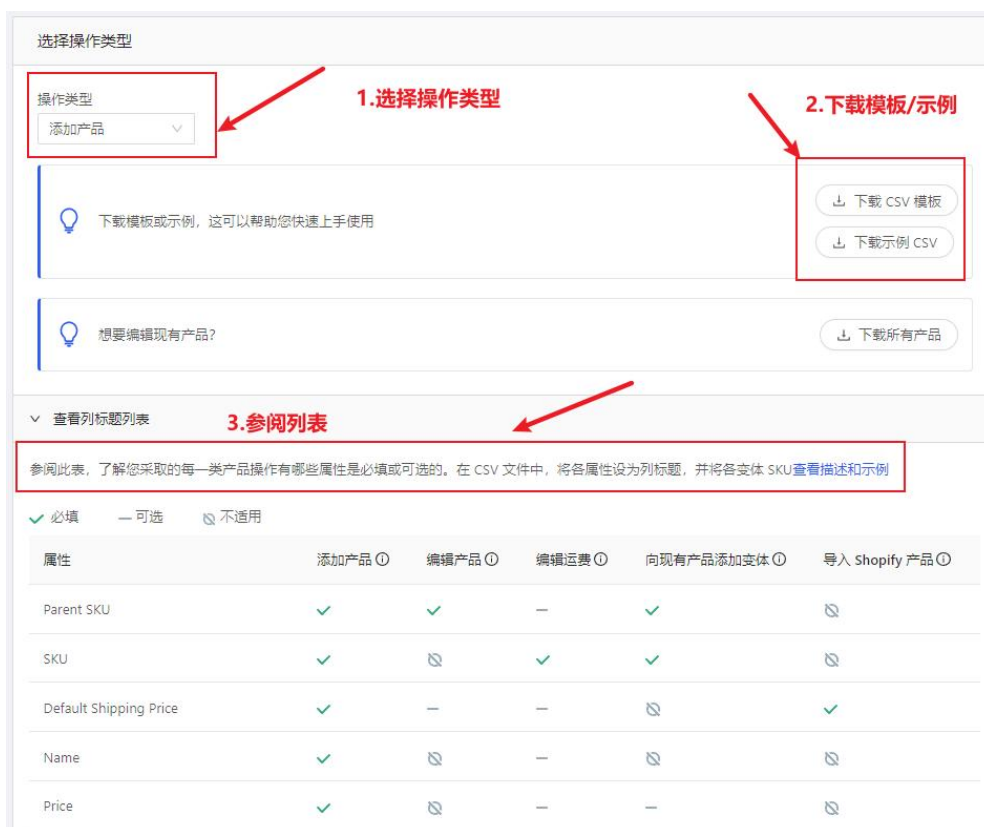 选择操作类型
操作类型
添加产品
1.选择操作类型
2.下载模板/示例
下载模板或示例，这可以帮助您快速上手使用
下载 CSV 模板
下载示例 CSV
想要编辑现有产品？
下载所有产品
查看列标题列表
3.参阅列表
参阅此表，了解您采取的每一类产品操作有哪些属性是必填或可选的。在 CSV 文件中，将各属性设为列标题，并将各变体 SKU查看描述和示例
必填 可选 不适用
属性 添加产品 编辑产品 编辑运费 向现有产品添加变体 导入 Shopify 产品
Parent SKU
SKU
Default Shipping Price
Name
Price